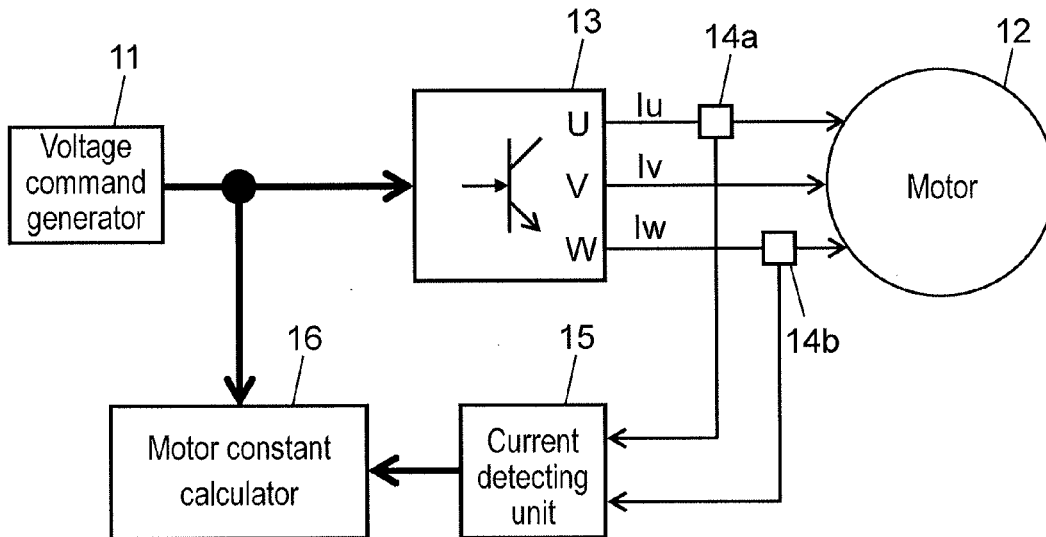 11
13
14a
12
Voltage
command
generator
U
V
W
Iu
Iv
Iw
Motor
14b
16
15
Motor constant
calculator
Current
detecting
unit